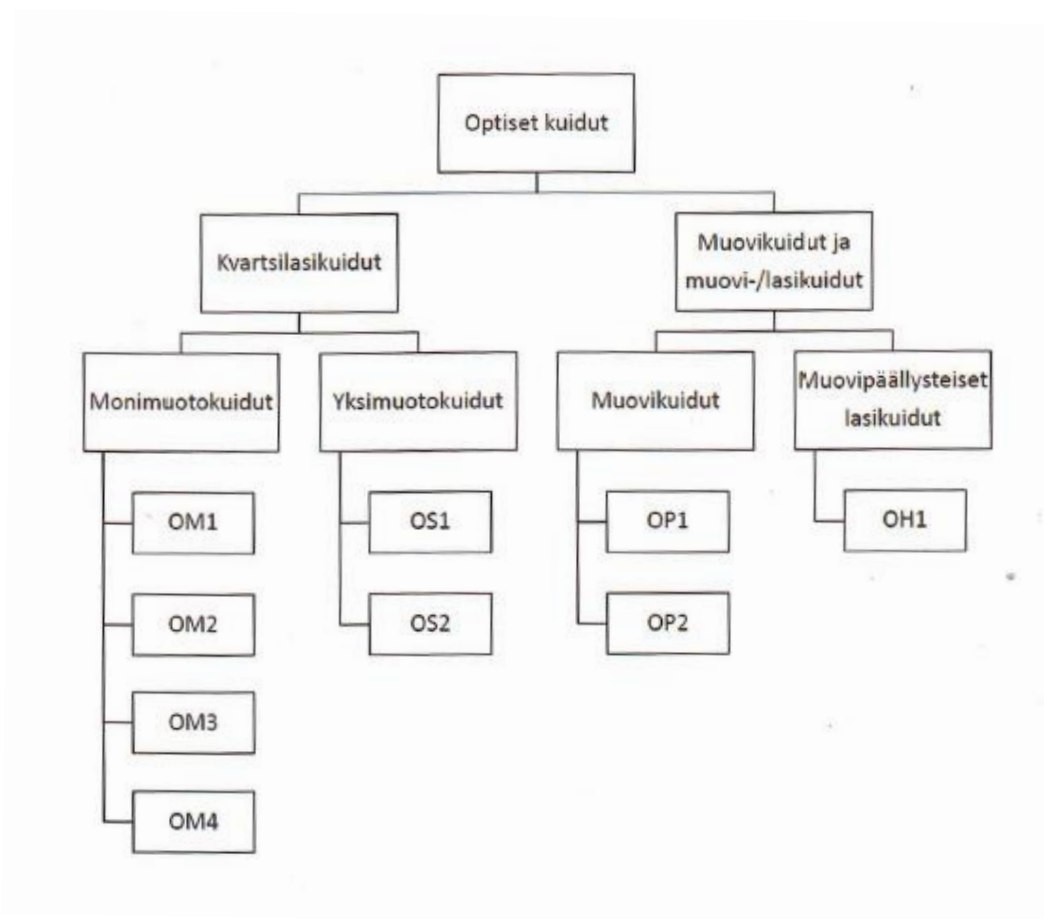 Optiset kuidut
Kvartsilasikuidut
Muovikuidut ja
muovi-/lasikuidut
Monimuotokuidut
Yksimuotokuidut
Muovikuidut
Muovipäällysteiset
lasikuidut
OM1
OS1
OP1
OH1
OM2
OS2
OP2
OM3
OM4